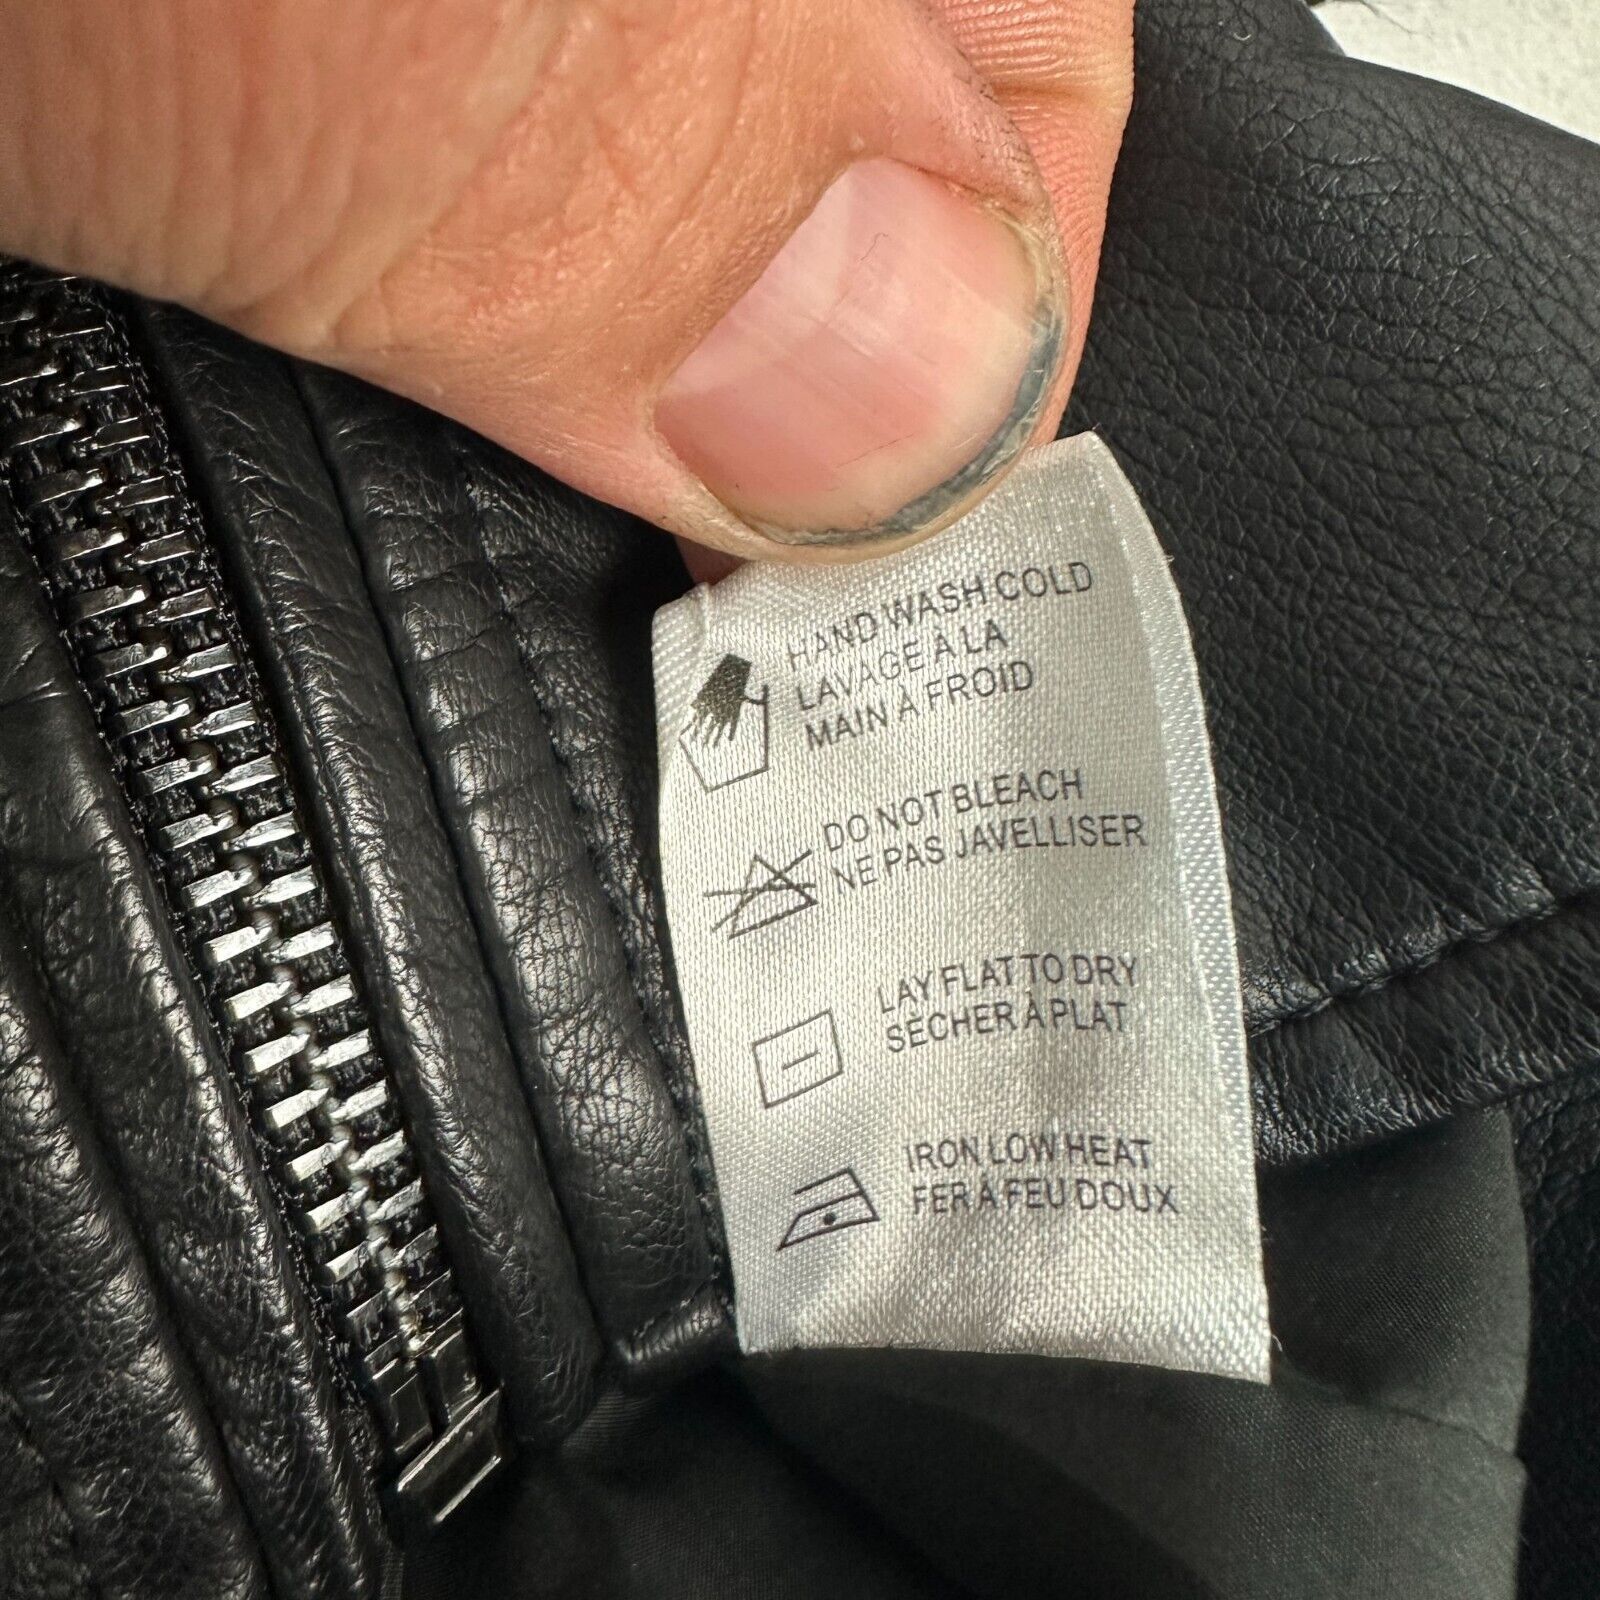 HAND WASH COLD
LAVAGE À LA
MAIN À FROID
DO NOT BLEACH
NE PAS JAVELLISER
LAY FLAT TO DRY
SECHER À PLAT
IRON LOW HEAT
FER A FEU DOUX